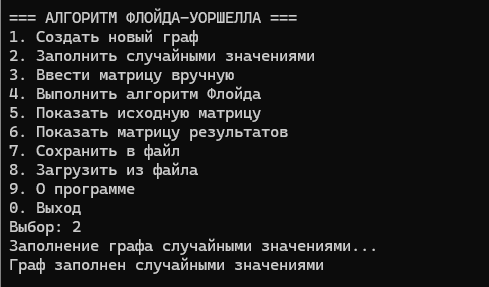 === АЛГОРИТМ ФЛОЙДА-УОРШЕЛЛА ===
1. Создать новый граф
2. Заполнить случайными значениями
3. Ввести матрицу вручную
4. Выполнить алгоритм Флойда
5. Показать исходную матрицу
6. Показать матрицу результатов
7. Сохранить в файл
8. Загрузить из файла
9. О программе
0. Выход
Выбор: 2
Заполнение графа случайными значениями...
Граф заполнен случайными значениями